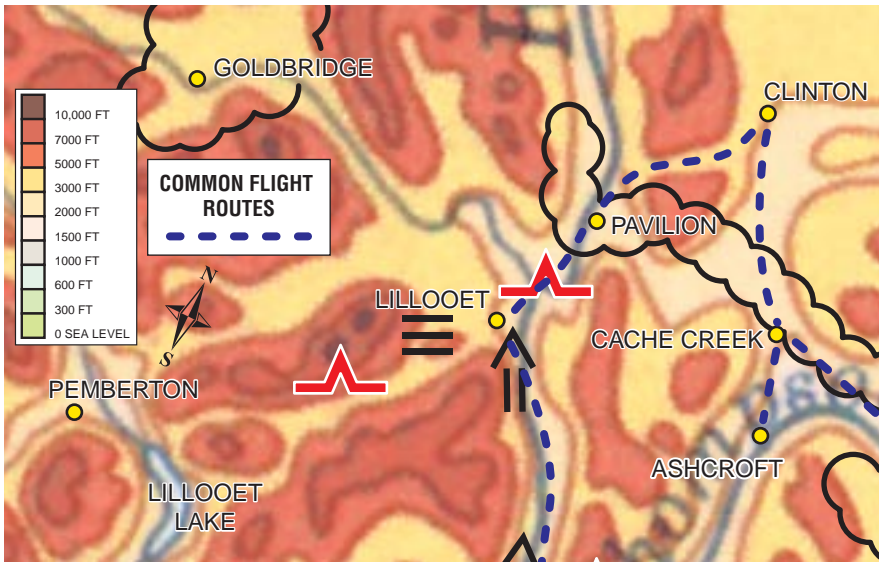 GOLDBRIDGE
CLINTON
10,000 FT
7000 FT
5000 FT
3000 FT
2000 FT
1500 FT
1000 FT
600 FT
300 FT
0 SEA LEVEL
COMMON FLIGHT
ROUTES
PAVILION
N
S
LILLOOET
CACHE CREEK
PEMBERTON
ASHCROFT
LILLOOET
LAKE